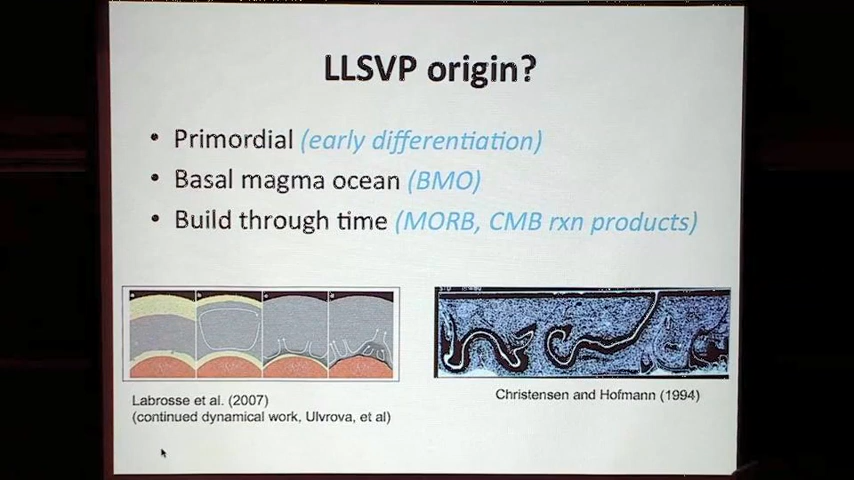 LLSVP origin?
• Primordial (early differentiation)
• Basal magma ocean (BMO)
• Build through time (MORB, CMB rxn products)
Labrosse et al. (2007)
(continued dynamical work, Ulvrova, et al)
Christensen and Hofmann (1994)